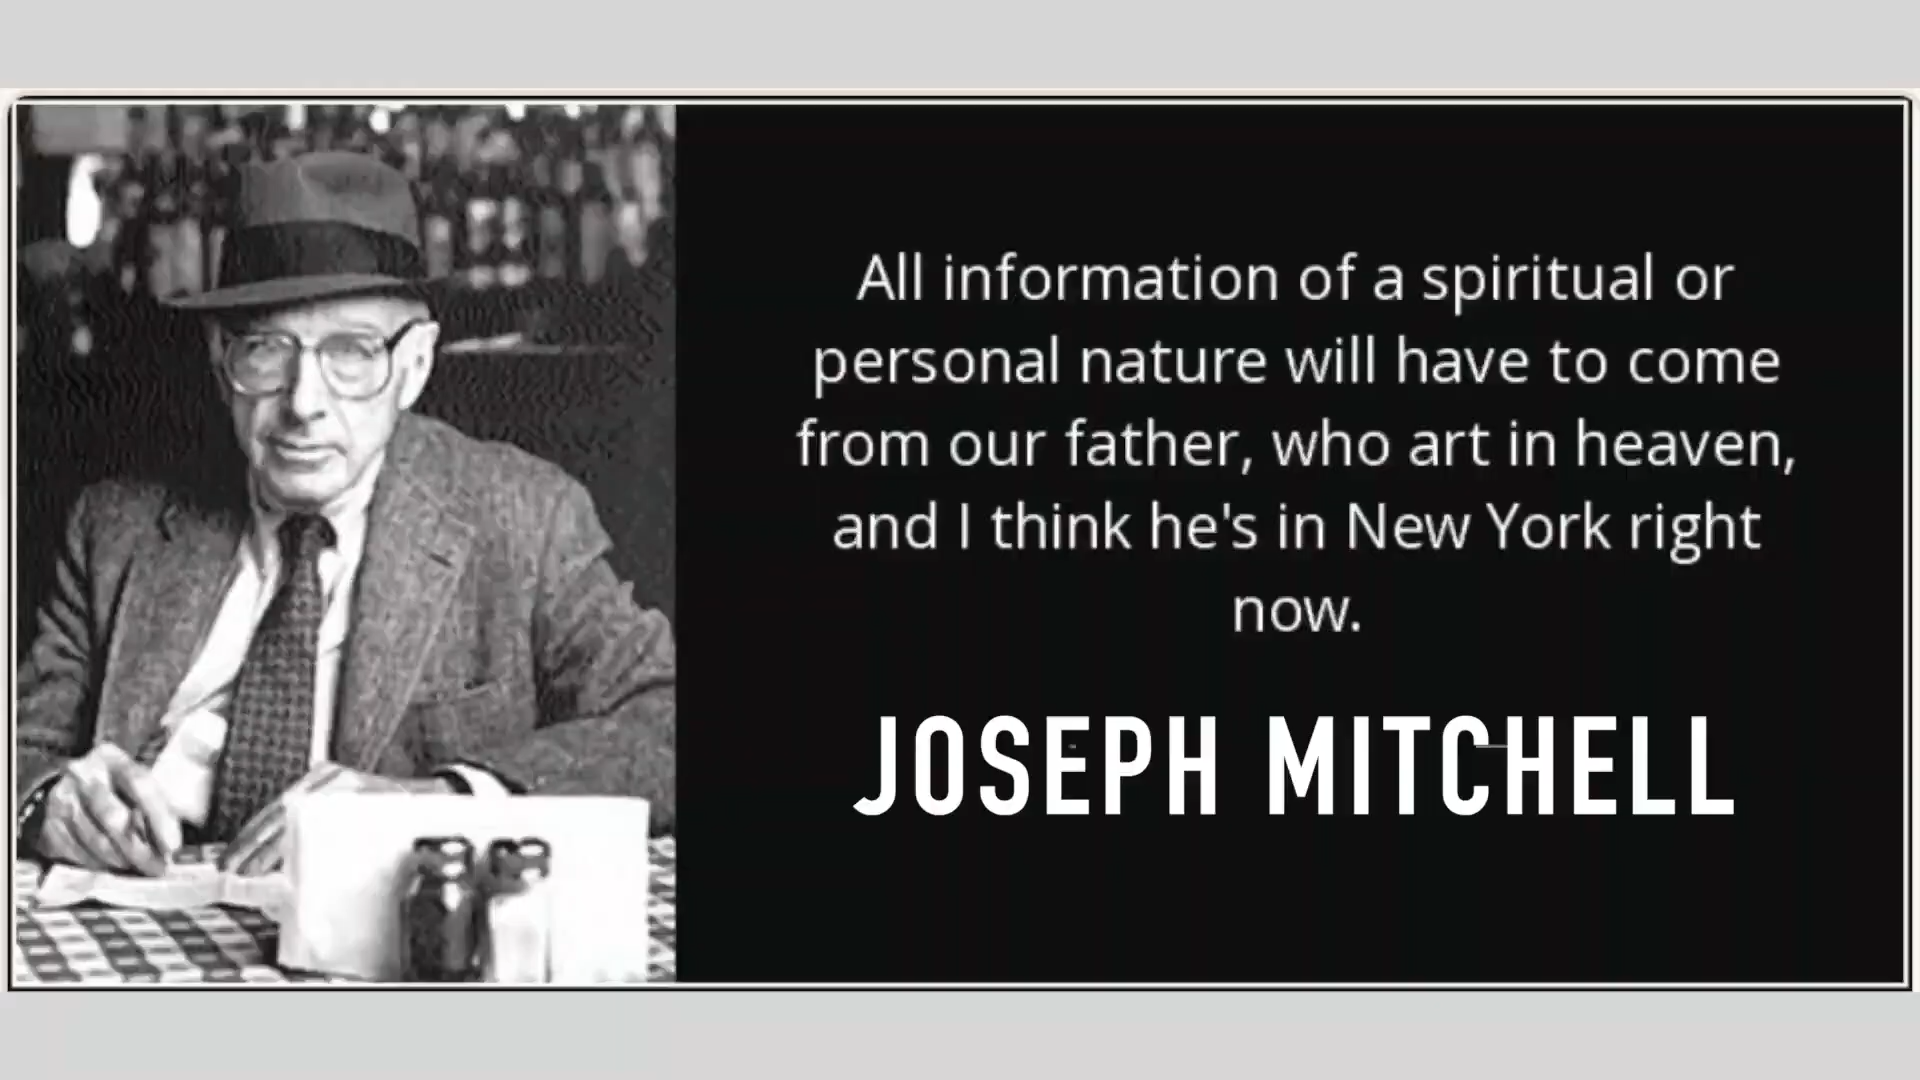 All information of a spiritual or
personal nature will have to come
from our father, who art in heaven,
and I think he's in New York right
now.
JOSEPH MITCHELL